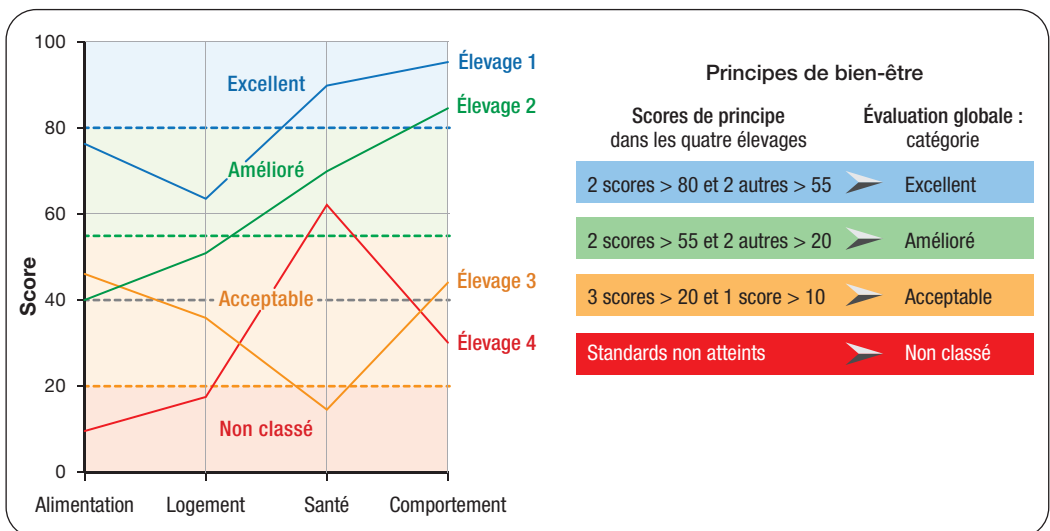 100
80
60
40
20
0
Score
Excellent
Amélioré
Acceptable
Non classé
Élevage 1
Élevage 2
Élevage 3
Élevage 4
Alimentation Logement Santé Comportement
Principes de bien-être
Scores de principe
dans les quatre élevages
Évaluation globale :
catégorie
2 scores > 80 et 2 autres > 55 Excellent
2 scores > 55 et 2 autres > 20 Amélioré
3 scores > 20 et 1 score > 10 Acceptable
Standards non atteints Non classé